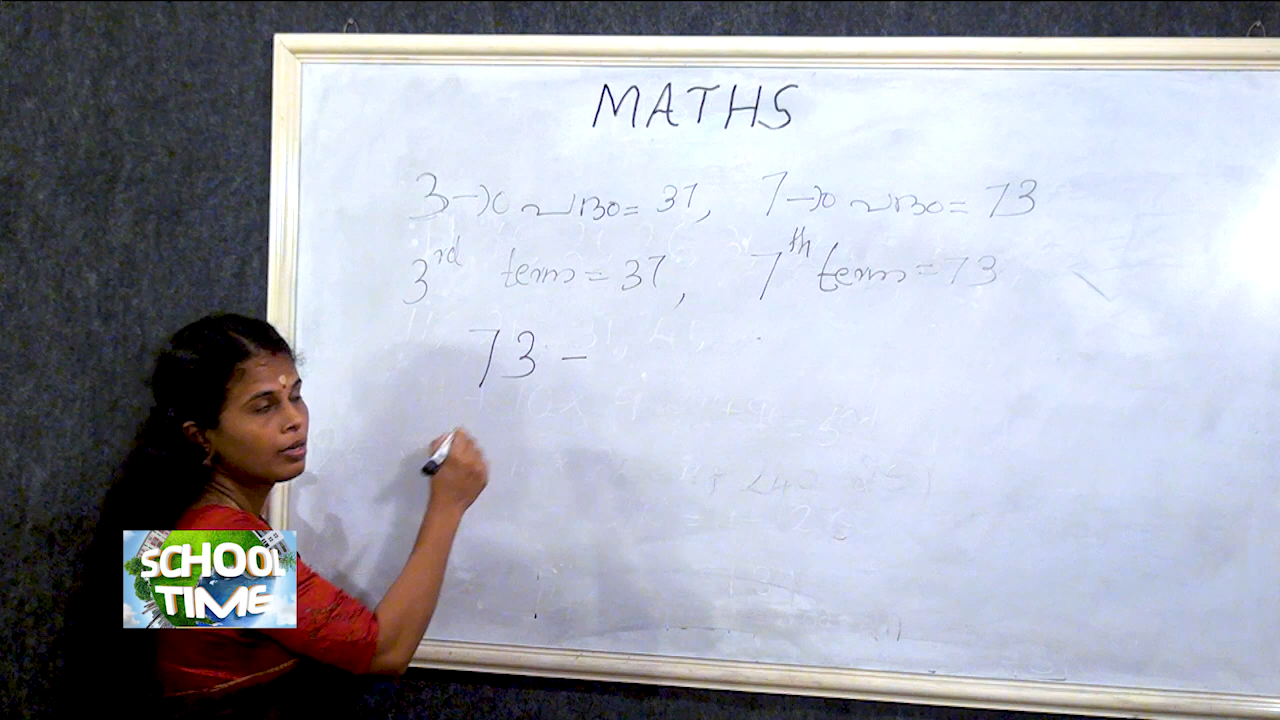 MATHS
3-ാം പദം = 37, 7-ാം പദം = 73
3rd term = 37, 7th term = 73
73 -
SCHOOL
TIME